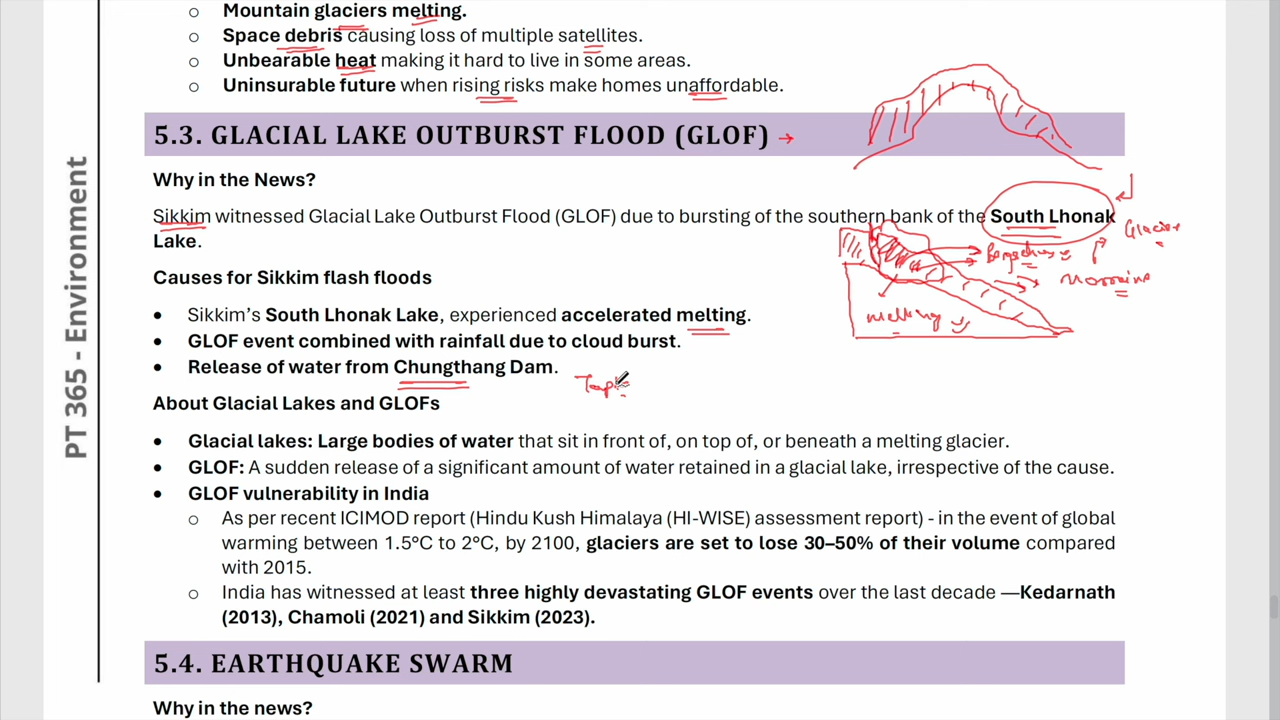 Mountain glaciers melting.
Space debris causing loss of multiple satellites.
Unbearable heat making it hard to live in some areas.
Uninsurable future when rising risks make homes unaffordable.
5.3. GLACIAL LAKE OUTBURST FLOOD (GLOF)
Why in the News?
Sikkim witnessed Glacial Lake Outburst Flood (GLOF) due to bursting of the southern bank of the South Lhonak
Glacier
Lake.
melting
Causes for Sikkim flash floods
Sikkim's South Lhonak Lake, experienced accelerated melting.
GLOF event combined with rainfall due to cloud burst.
Release of water from Chungthang Dam.
About Glacial Lakes and GLOFs
Glacial lakes: Large bodies of water that sit in front of, on top of, or beneath a melting glacier.
GLOF: A sudden release of a significant amount of water retained in a glacial lake, irrespective of the cause.
GLOF vulnerability in India
As per recent ICIMOD report (Hindu Kush Himalaya (HI-WISE) assessment report) - in the event of global
warming between 1.5°C to 2°C, by 2100, glaciers are set to lose 30–50% of their volume compared
with 2015.
India has witnessed at least three highly devastating GLOF events over the last decade —Kedarnath
(2013), Chamoli (2021) and Sikkim (2023).
5.4. EARTHQUAKE SWARM
Why in the news?
PT 365 - Environment